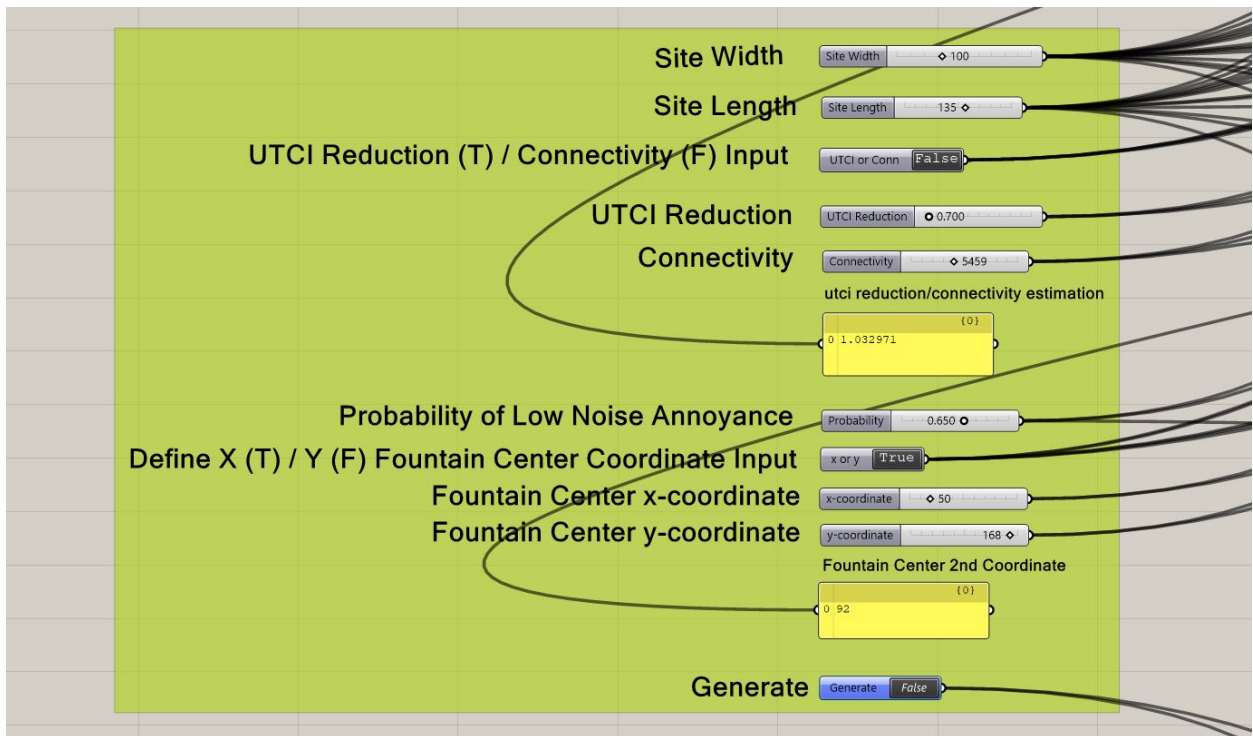 Site Width Site Width 100
Site Length Site Length 135
UTCI Reduction (T) / Connectivity (F) Input UTCI or Conn False
UTCI Reduction UTCI Reduction 0.700
Connectivity Connectivity 5459
utci reduction/connectivity estimation
{0}
0 1.032971
Probability of Low Noise Annoyance Probability 0.650
Define X (T) / Y (F) Fountain Center Coordinate Input x or y True
Fountain Center x-coordinate x-coordinate 50
Fountain Center y-coordinate y-coordinate 168
Fountain Center 2nd Coordinate
{0}
0 92
Generate Generate False